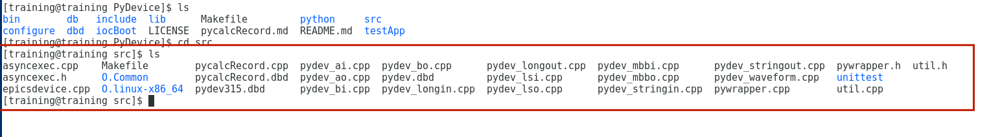 [training@training PyDevice]$ ls
bin        db   include  lib      Makefile         python     src
configure  dbd  iocBoot  LICENSE  pycalcRecord.md  README.md  testApp
[training@training PyDevice]$ cd src
[training@training src]$ ls
asyncexec.cpp    Makefile        pycalcRecord.cpp  pydev_ai.cpp  pydev_bo.cpp      pydev_longout.cpp  pydev_mbbi.cpp      pydev_stringout.cpp  pywrapper.h  util.h
asyncexec.h      O.Common        pycalcRecord.dbd  pydev_ao.cpp  pydev.dbd         pydev_lsi.cpp      pydev_mbbo.cpp      pydev_waveform.cpp   unittest
epicsdevice.cpp  O.linux-x86_64  pydev315.dbd      pydev_bi.cpp  pydev_longin.cpp  pydev_lso.cpp      pydev_stringin.cpp  pywrapper.cpp        util.cpp
[training@training src]$